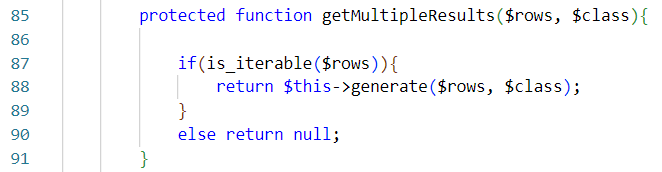 85 protected function getMultipleResults($rows, $class){
86
87 if(is_iterable($rows)){
88 return $this->generate($rows, $class);
89 }
90 else return null;
91 }